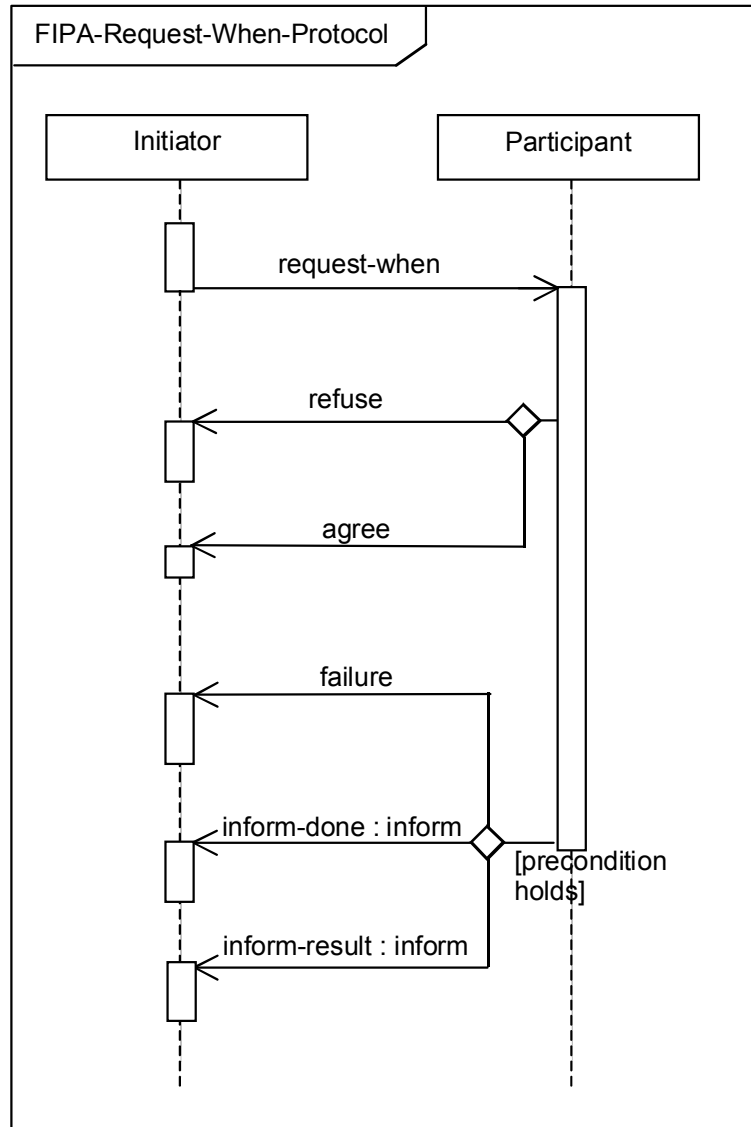 FIPA-Request-When-Protocol
Initiator
Participant
request-when
refuse
agree
failure
inform-done : inform
[precondition
holds]
inform-result : inform